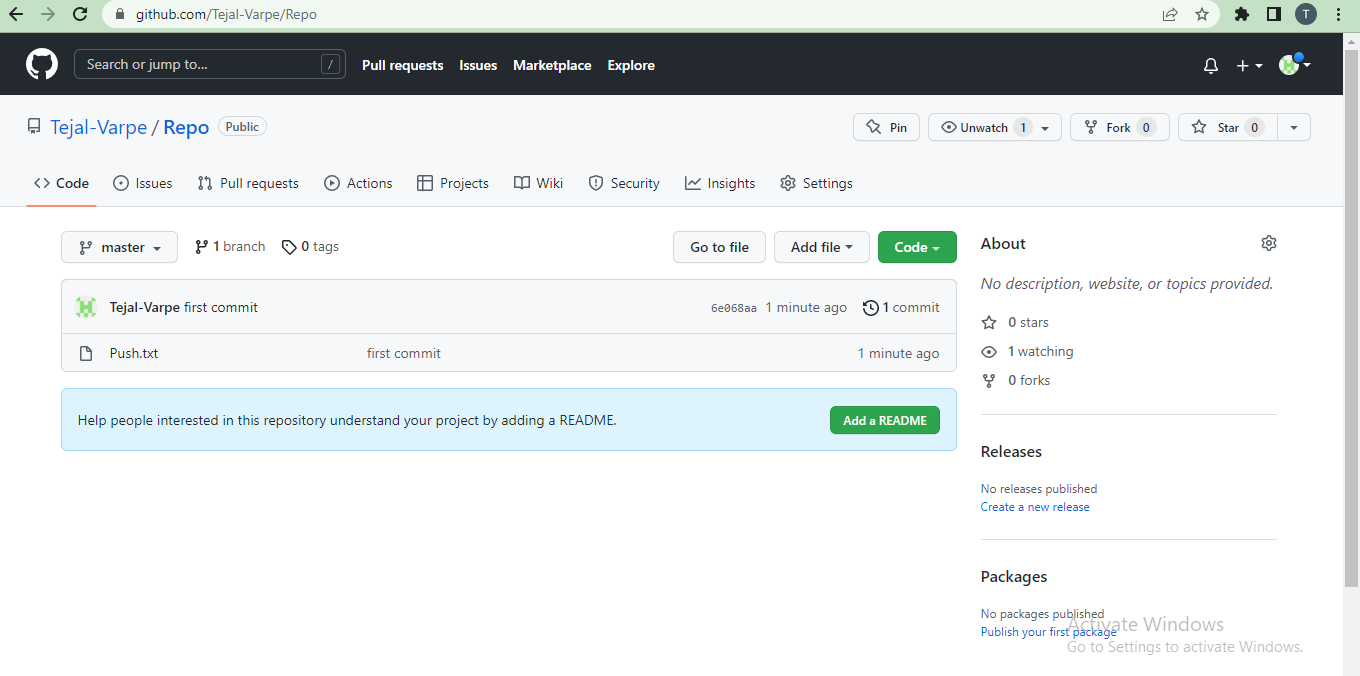 github.com/Tejal-Varpe/Repo
T
Search or jump to... /
Pull requests Issues Marketplace Explore
Tejal-Varpe / Repo Public
Pin Unwatch 1 Fork 0 Star 0
Code Issues Pull requests Actions Projects Wiki Security Insights Settings
master 1 branch 0 tags Go to file Add file Code
Tejal-Varpe first commit 6e068aa 1 minute ago 1 commit
Push.txt first commit 1 minute ago
Help people interested in this repository understand your project by adding a README. Add a README
About
No description, website, or topics provided.
0 stars
1 watching
0 forks
Releases
No releases published
Create a new release
Packages
No packages published
Publish your first package
Activate Windows
Go to Settings to activate Windows.